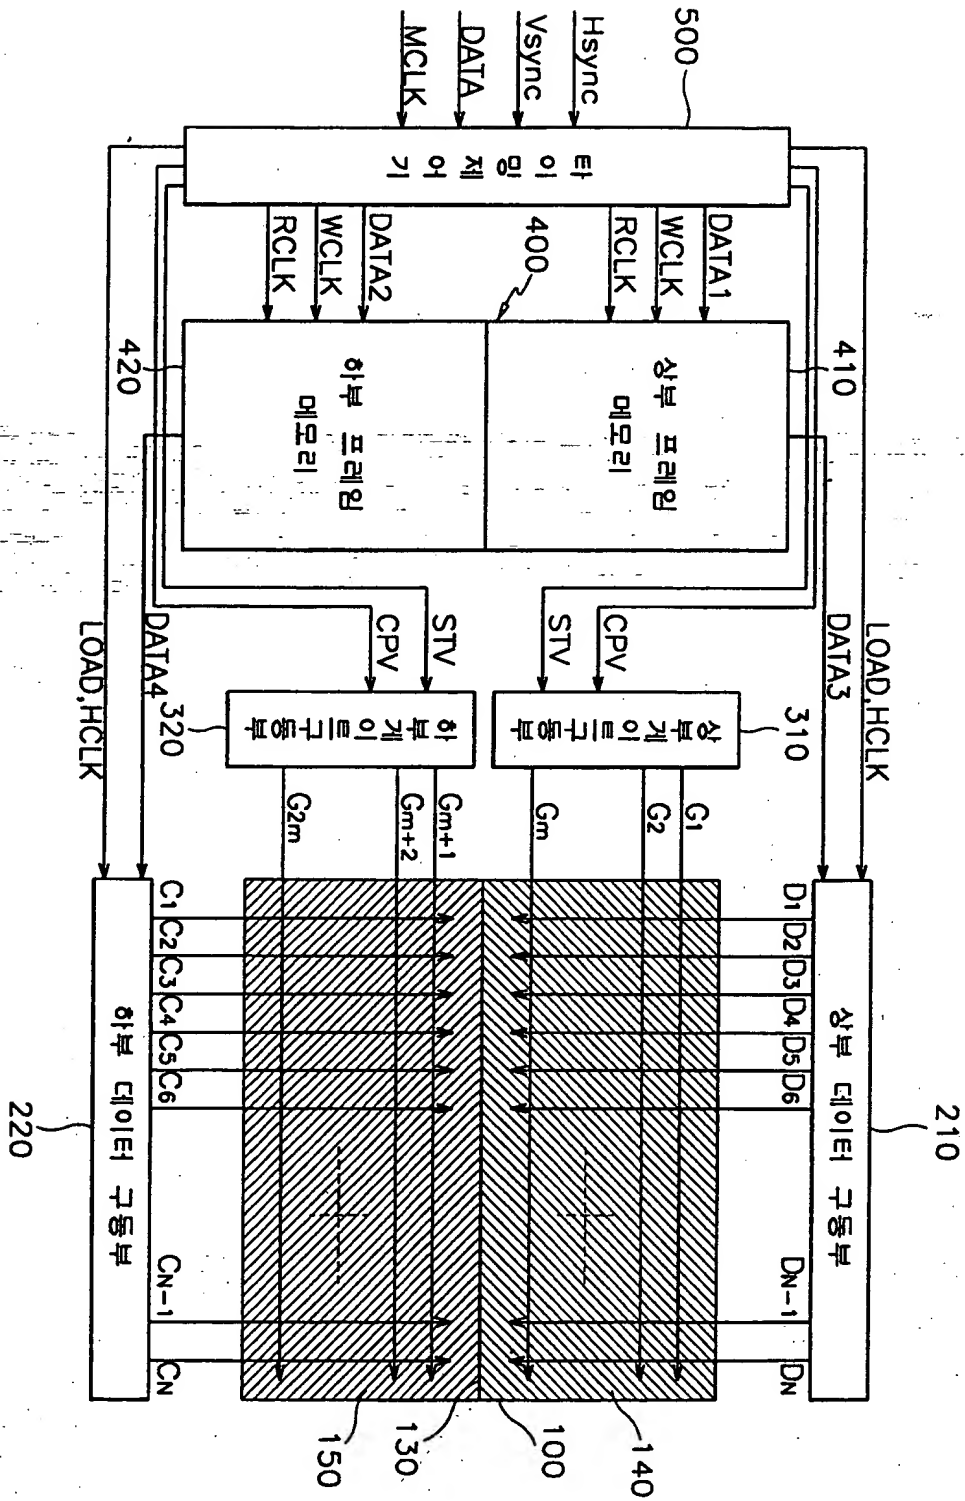 500
Hsync
Vsync
DATA
MCLK
타이밍제어기
DATA1
WCLK
RCLK
400
DATA2
WCLK
RCLK
410
상부 프레임
메모리
420
하부 프레임
메모리
LOAD,HCLK
DATA3
CPV
STV
STV
CPV
DATA4
LOAD,HCLK
310
상부게이트구동부
320
하부게이트구동부
G1
G2
Gm
Gm+1
Gm+2
G2m
D1
D2
D3
D4
D5
D6
DN-1
DN
상부 데이터 구동부
210
C1
C2
C3
C4
C5
C6
CN-1
CN
하부 데이터 구동부
220
140
100
130
150